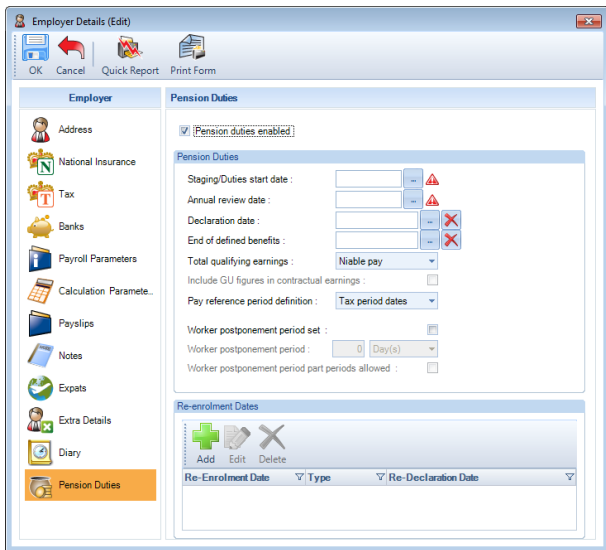 Employer Details (Edit)
OK Cancel Quick Report Print Form
Employer
Address
National Insurance
Tax
Banks
Payroll Parameters
Calculation Paramete...
Payslips
Notes
Expats
Extra Details
Diary
Pension Duties
Pension Duties
Pension duties enabled
Pension Duties
Staging/Duties start date :
...
Annual review date :
...
Declaration date :
...
End of defined benefits :
...
Total qualifying earnings : Niable pay
Include GU figures in contractual earnings :
Pay reference period definition : Tax period dates
Worker postponement period set :
Worker postponement period : 0 Day(s)
Worker postponement period part periods allowed :
Re-enrolment Dates
Add Edit Delete
Re-Enrolment Date Type Re-Declaration Date